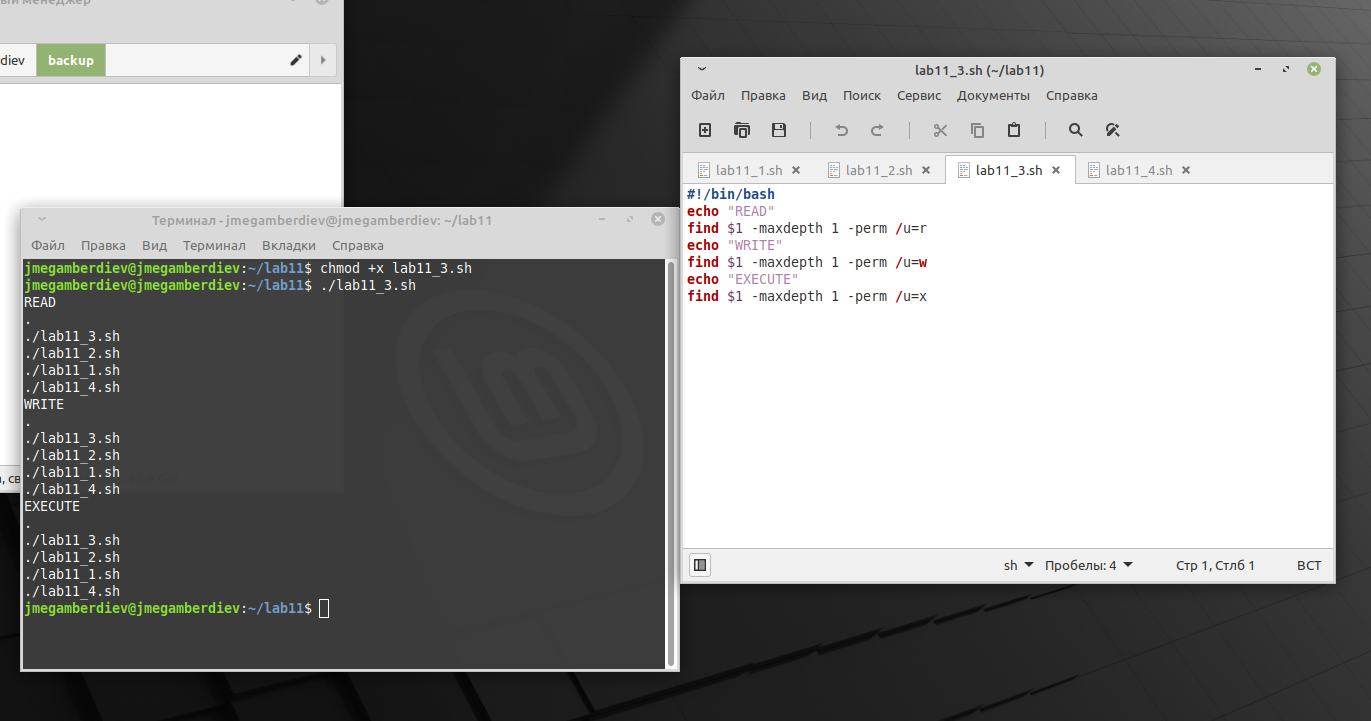 менеджер
backup
Терминал - jmegamberdiev@jmegamberdiev: ~/lab11
Файл Правка Вид Терминал Вкладки Справка
jmegamberdiev@jmegamberdiev:~/lab11$ chmod +x lab11_3.sh
jmegamberdiev@jmegamberdiev:~/lab11$ ./lab11_3.sh
READ
.
./lab11_3.sh
./lab11_2.sh
./lab11_1.sh
./lab11_4.sh
WRITE
.
./lab11_3.sh
./lab11_2.sh
./lab11_1.sh
./lab11_4.sh
EXECUTE
.
./lab11_3.sh
./lab11_2.sh
./lab11_1.sh
./lab11_4.sh
jmegamberdiev@jmegamberdiev:~/lab11$
lab11_3.sh (~/lab11)
Файл Правка Вид Поиск Сервис Документы Справка
lab11_1.sh lab11_2.sh lab11_3.sh lab11_4.sh
#!/bin/bash
echo "READ"
find $1 -maxdepth 1 -perm /u=r
echo "WRITE"
find $1 -maxdepth 1 -perm /u=w
echo "EXECUTE"
find $1 -maxdepth 1 -perm /u=x
sh Пробелы: 4 Стр 1, Стлб 1 ВСТ